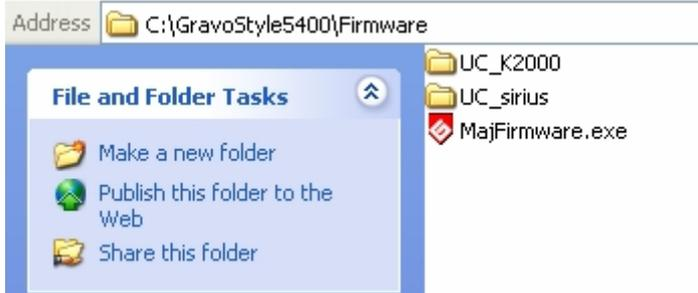 Address C:\GravoStyle5400\Firmware
File and Folder Tasks
Make a new folder
Publish this folder to the
Web
Share this folder
UC_K2000
UC_sirius
MajFirmware.exe